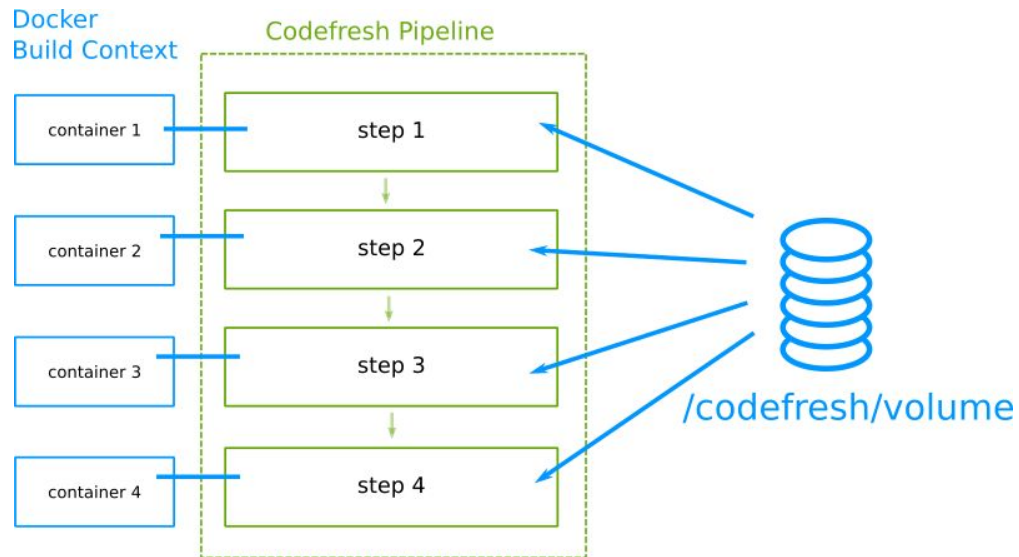 Docker
Build Context
Codefresh Pipeline
container 1
step 1
container 2
step 2
container 3
step 3
/codefresh/volume
container 4
step 4